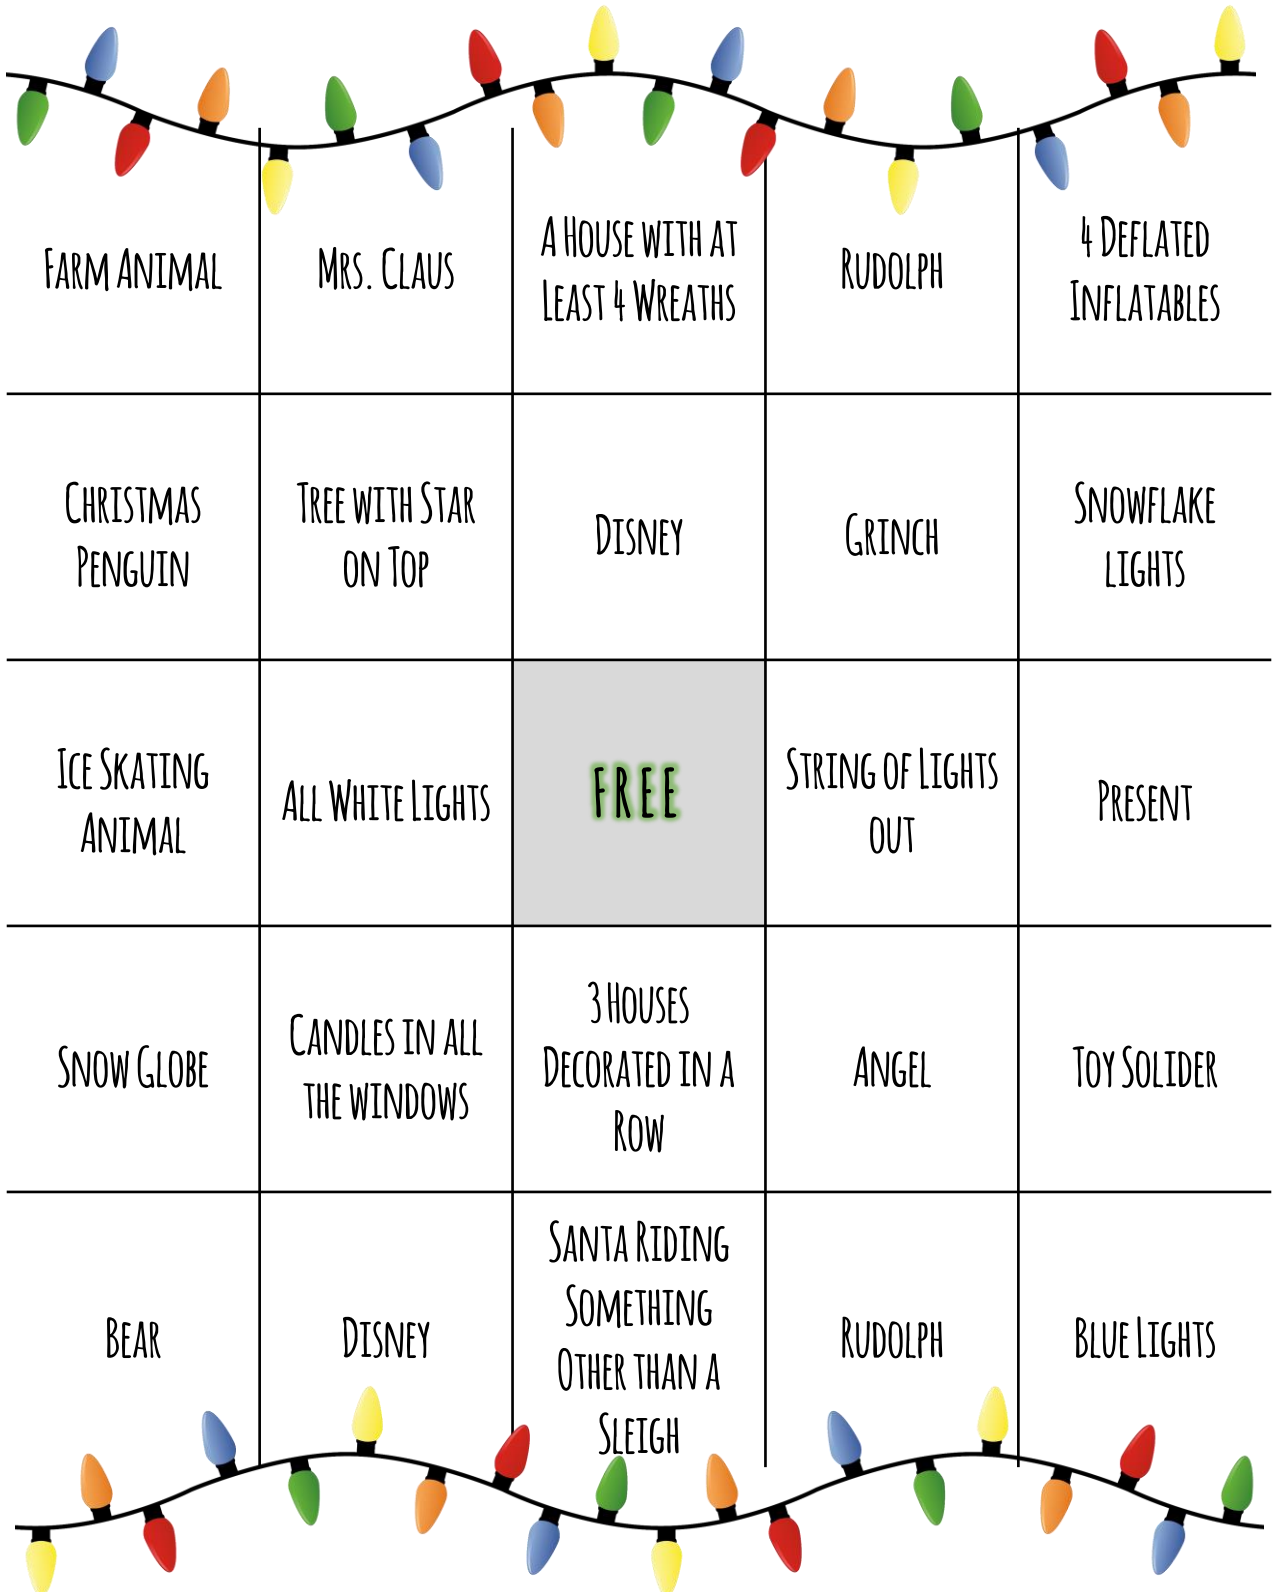 Farm Animal
Mrs. Claus
A House with at
Least 4 Wreaths
Rudolph
4 Deflated
Inflatables
Christmas
Penguin
Tree with Star
on Top
Disney
Grinch
Snowflake
lights
Ice Skating
Animal
All White Lights
FREE
String of Lights
out
Present
Snow Globe
Candles in all
the windows
3 Houses
Decorated in a
Row
Angel
Toy Solider
Bear
Disney
Santa Riding
Something
Other than a
Sleigh
Rudolph
Blue Lights